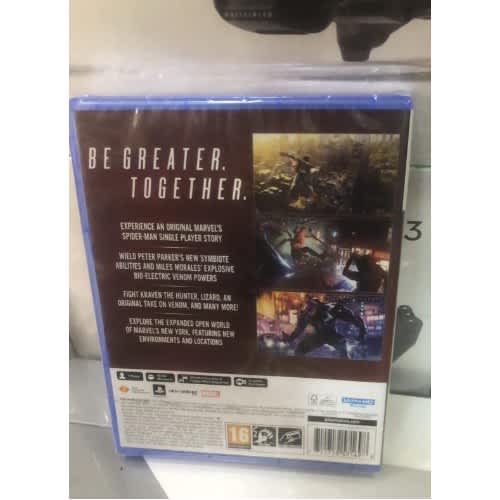 BE GREATER.
TOGETHER.
EXPERIENCE AN ORIGINAL MARVEL'S
SPIDER-MAN SINGLE PLAYER STORY
WIELD PETER PARKER'S NEW SYMBIOTE
ABILITIES AND MILES MORALES' EXPLOSIVE
BIO-ELECTRIC VENOM POWERS
FIGHT KRAVEN THE HUNTER, LIZARD, AN
ORIGINAL TAKE ON VENOM, AND MANY MORE!
EXPLORE THE EXPANDED OPEN WORLD
OF MARVEL'S NEW YORK, FEATURING NEW
ENVIRONMENTS AND LOCATIONS
3
MARVEL
16